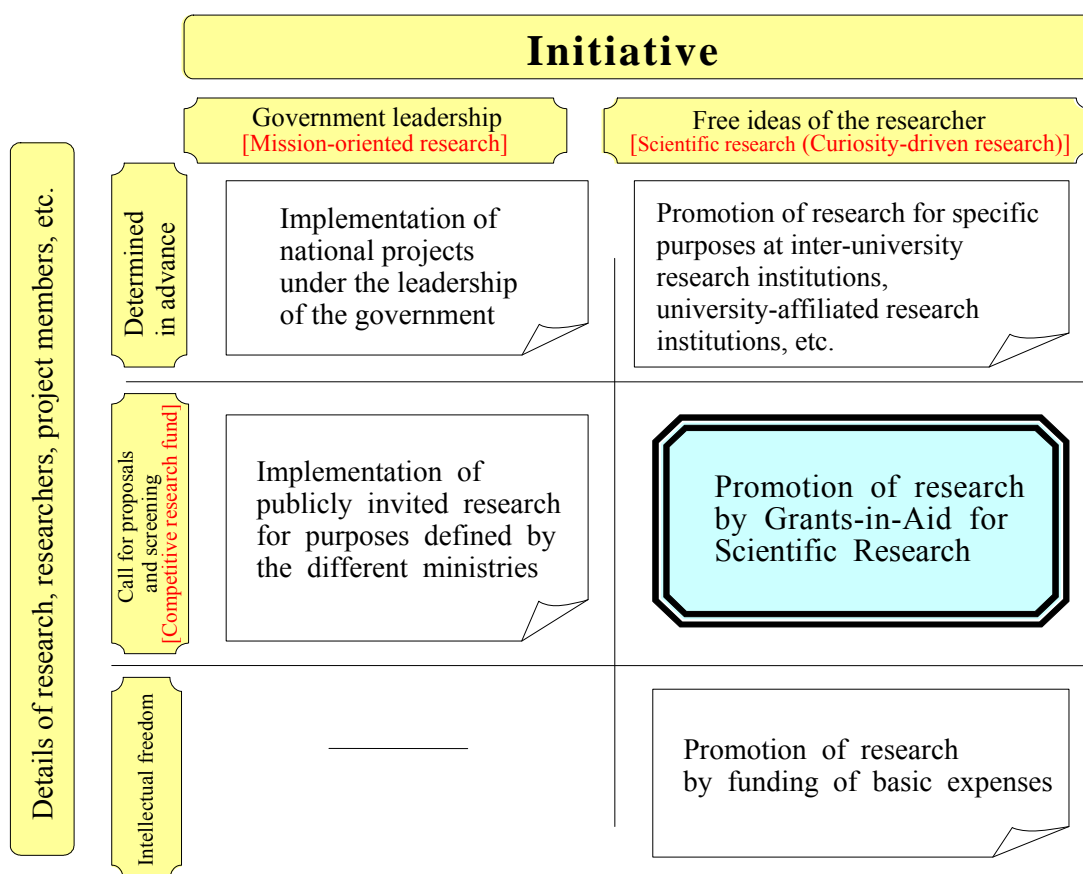 Initiative
Government leadership
[Mission-oriented research]
Free ideas of the researcher
[Scientific research (Curiosity-driven research)]
Details of research, researchers, project members, etc.
Determined
in advance
Implementation of
national projects
under the leadership
of the government
Promotion of research for specific
purposes at inter-university
research institutions,
university-affiliated research
institutions, etc.
Call for proposals
and screening
[Competitive research fund]
Implementation of
publicly invited research
for purposes defined by
the different ministries
Promotion of research
by Grants-in-Aid for
Scientific Research
Intellectual freedom
Promotion of research
by funding of basic expenses